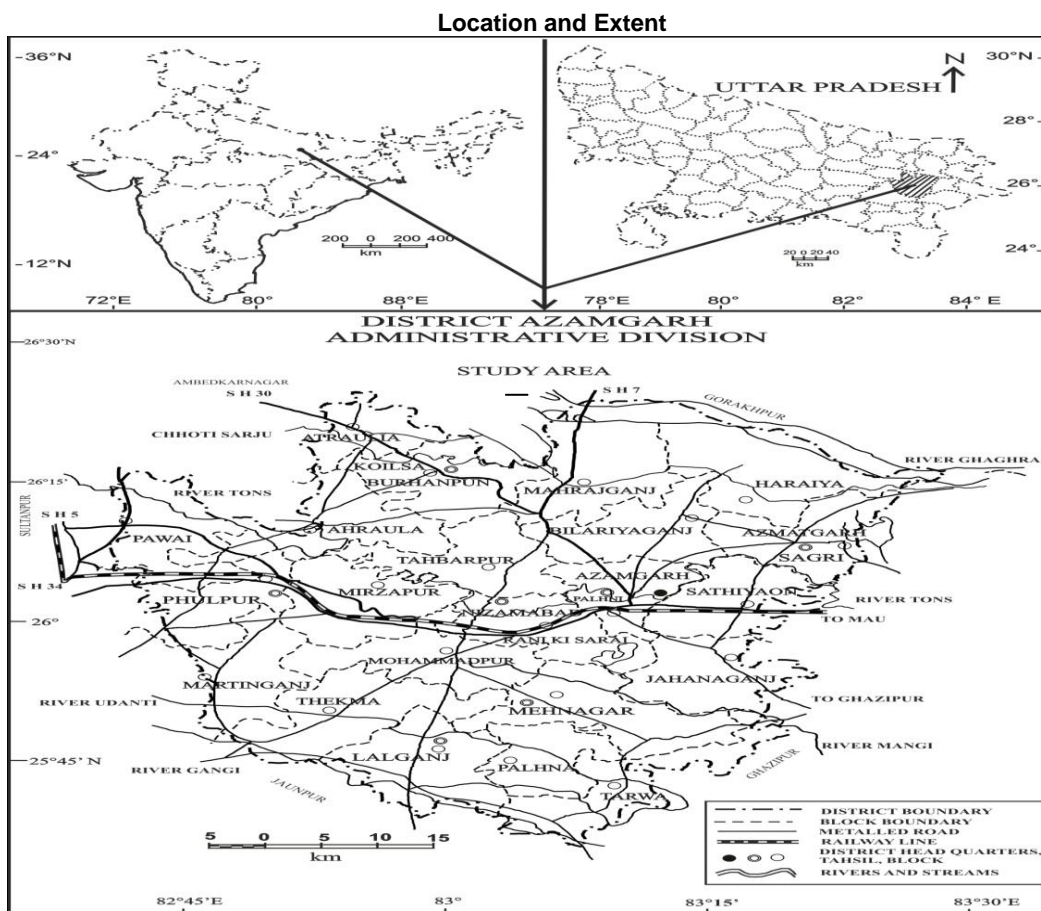 Location and Extent
36°N
24°
12°N
72°E 80° 88°E
200 0 200 400
km
30°N
N
UTTAR PRADESH
28°
26°
24°
20 0 20 40
km
78°E 80° 82° 84°E
DISTRICT AZAMGARH
ADMINISTRATIVE DIVISION
26°30'N
STUDY AREA
AMBEDKARNAGAR
S H 30
S H 7
GORAKHPUR
CHHOTI SARJU
ATRAULIA
KOILSA
BURHANPUN
RIVER GHAGHRA
26°15'
MAHRAJGANJ
HARAIYA
RIVER TONS
SULTANPUR
S H 5
PAWAI
AHRAULA
BILARIYAGANJ
AZMATGARH
SAGRI
TAHBARPUR
AZAMGARH
S H 34
PHULPUR
MIRZAPUR
PALHNI
SATHIYAON
RIVER TONS
NIZAMABAD
TO MAU
26°
RANI KI SARAI
MOHAMMADPUR
MARTINGANJ
JAHANAGANJ
RIVER UDANTI
THEKMA
MEHNAGAR
TO GHAZIPUR
RIVER MANGI
25°45' N
LALGANJ
PALHNA
RIVER GANGI
GHAZIPUR
JAUNPUR
TARWA
5 0 5 10 15
km
DISTRICT BOUNDARY
BLOCK BOUNDARY
METALLED ROAD
RAILWAY LINE
DISTRICT HEAD QUARTERS,
TAHSIL, BLOCK
RIVERS AND STREAMS
82°45'E 83° 83°15' 83°30'E